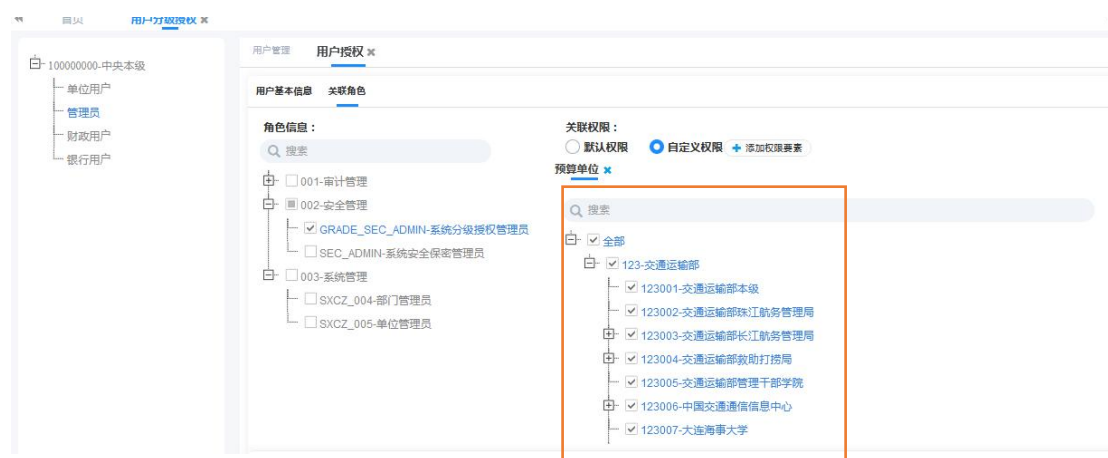 首页 用户分级授权
100000000-中央本级
单位用户
管理员
财政用户
银行用户
用户管理 用户授权
用户基本信息 关联角色
角色信息：
搜索
001-审计管理
002-安全管理
GRADE_SEC_ADMIN-系统分级授权管理员
SEC_ADMIN-系统安全保密管理员
003-系统管理
SXCZ_004-部门管理员
SXCZ_005-单位管理员
关联权限：
默认权限 自定义权限 添加权限要素
预算单位
搜索
全部
123-交通运输部
123001-交通运输部本级
123002-交通运输部珠江航务管理局
123003-交通运输部长江航务管理局
123004-交通运输部救助打捞局
123005-交通运输部管理干部学院
123006-中国交通通信信息中心
123007-大连海事大学